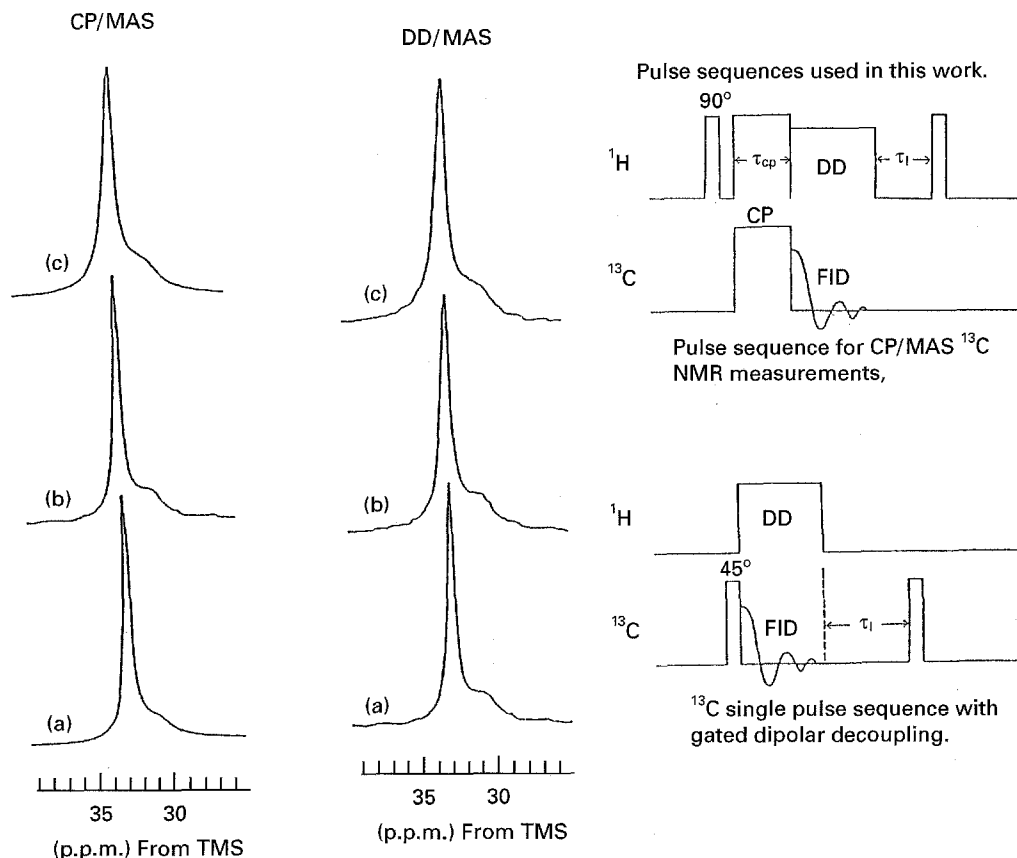 CP/MAS
(c)
(b)
(a)
35 30
(p.p.m.) From TMS
DD/MAS
(c)
(b)
(a)
35 30
(p.p.m.) From TMS
Pulse sequences used in this work.
90°
¹H
τcp
DD
τI
CP
¹³C
FID
Pulse sequence for CP/MAS ¹³C
NMR measurements,
¹H
DD
45°
¹³C
FID
τI
¹³C single pulse sequence with
gated dipolar decoupling.